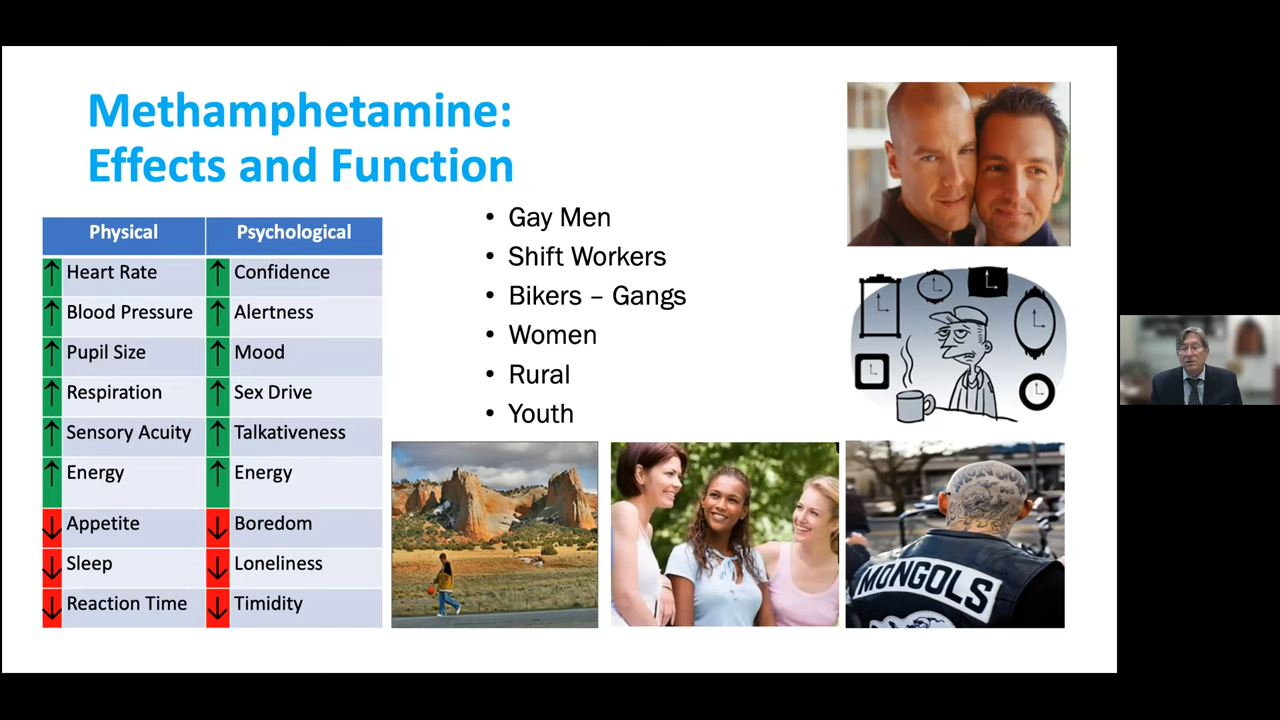 Methamphetamine:
Effects and Function
Physical Psychological
↑ Heart Rate ↑ Confidence
↑ Blood Pressure ↑ Alertness
↑ Pupil Size ↑ Mood
↑ Respiration ↑ Sex Drive
↑ Sensory Acuity ↑ Talkativeness
↑ Energy ↑ Energy
↓ Appetite ↓ Boredom
↓ Sleep ↓ Loneliness
↓ Reaction Time ↓ Timidity
• Gay Men
• Shift Workers
• Bikers – Gangs
• Women
• Rural
• Youth
MONGOLS
MONGOLS